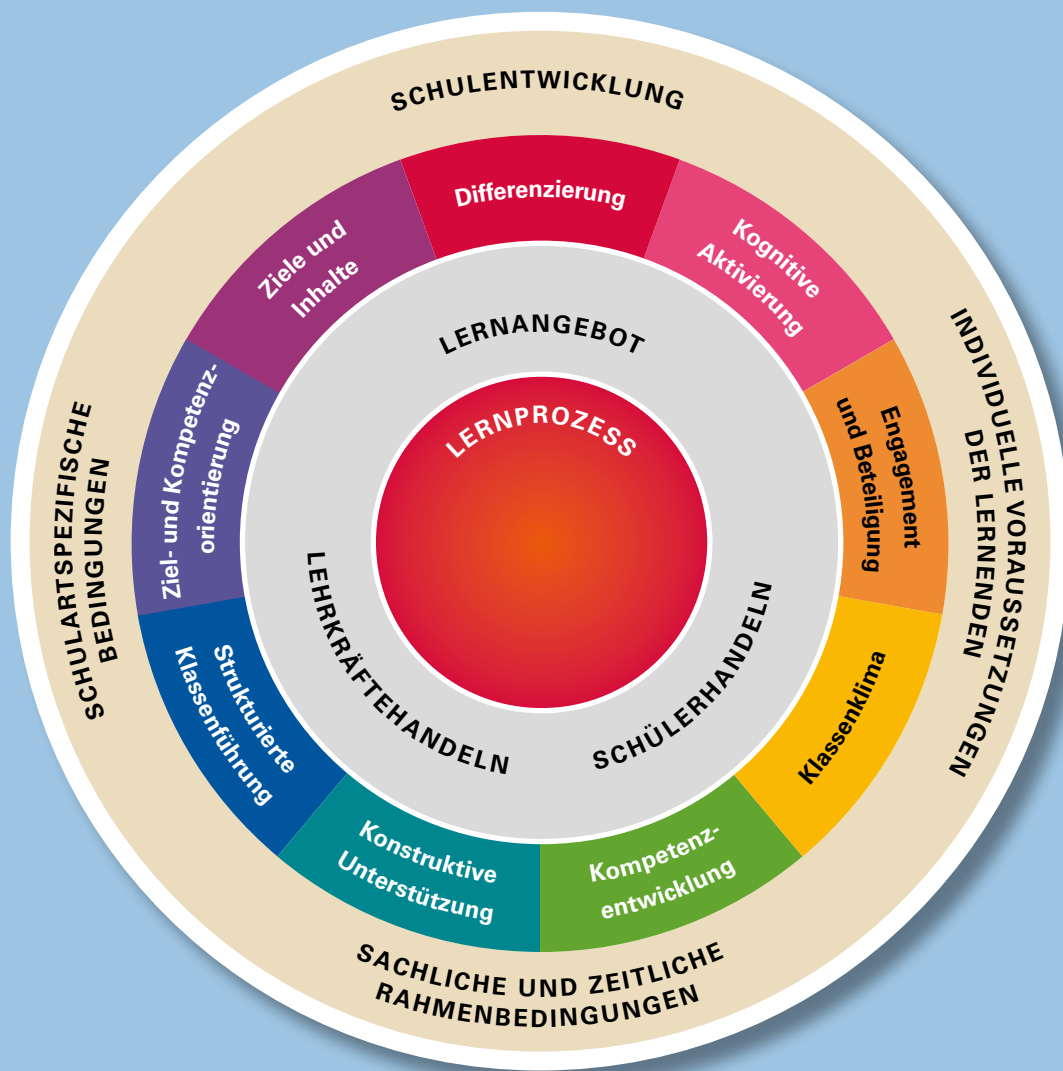 SCHULENTWICKLUNG
INDIVIDUELLE VORAUSSETZUNGEN
DER LERNENDEN
SACHLICHE UND ZEITLICHE
RAHMENBEDINGUNGEN
SCHULARTSPEZIFISCHE
BEDINGUNGEN
Differenzierung
Kognitive
Aktivierung
Engagement
und Beteiligung
Klassenklima
Kompetenz-
entwicklung
Konstruktive
Unterstützung
Strukturierte
Klassenführung
Ziel- und Kompetenz-
orientierung
Ziele und
Inhalte
LERNANGEBOT
SCHÜLERHANDELN
LEHRKRÄFTEHANDELN
LERNPROZESS